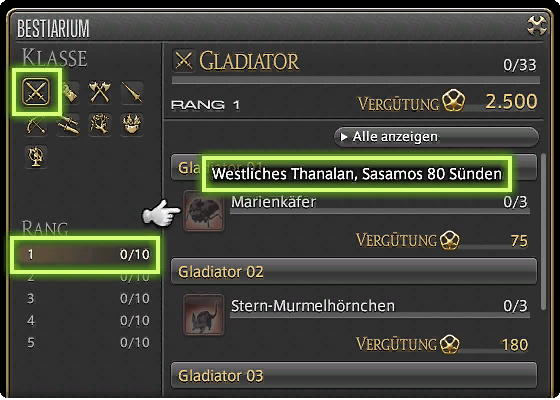 BESTIARIUM
KLASSE
GLADIATOR
0/33
RANG 1
VERGÜTUNG 2.500
Alle anzeigen
Gladiator 01
Westliches Thanalan, Sasamos 80 Sünden
Marienkäfer 0/3
VERGÜTUNG 75
Gladiator 02
Stern-Murmelhörnchen 0/3
VERGÜTUNG 180
Gladiator 03
RANG
1 0/10
2 0/10
3 0/10
4 0/10
5 0/10